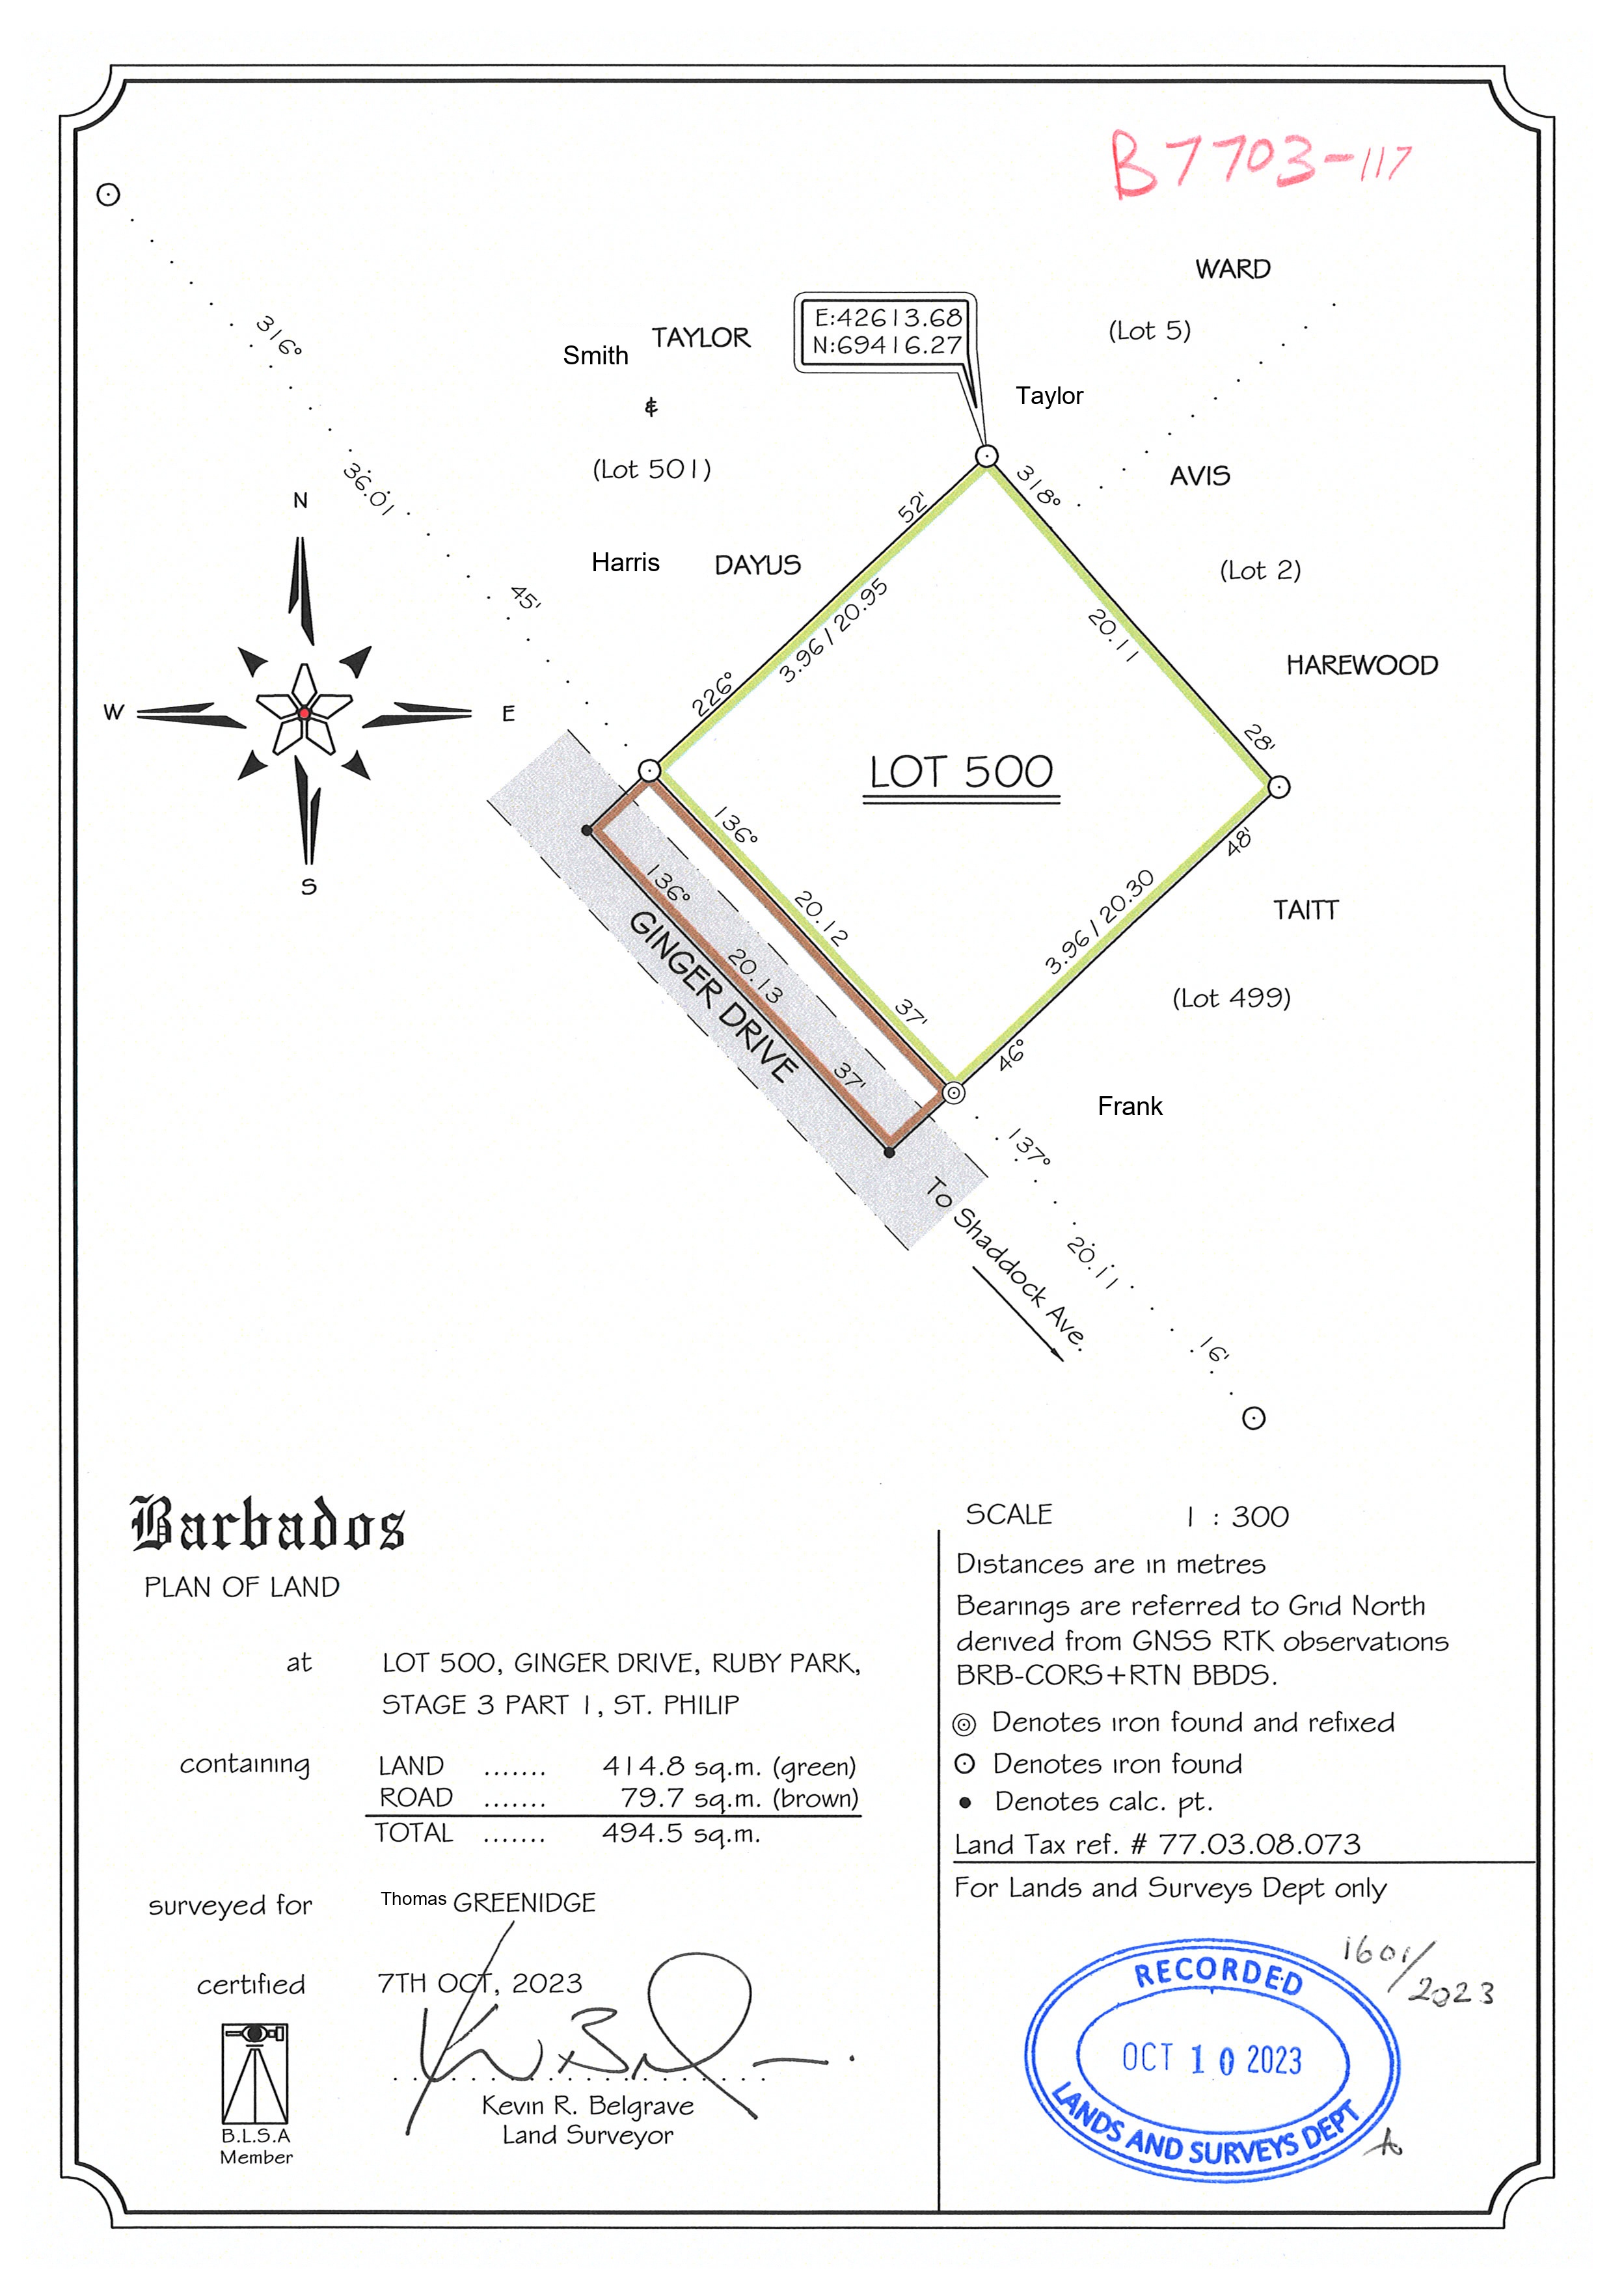 B7703-117
WARD
(Lot 5)
E:42613.68
N:69416.27
Smith TAYLOR
Taylor
&
316°
(Lot 501)
318°
AVIS
36.01
52'
N
Harris DAYUS
(Lot 2)
45'
3.96 / 20.95
20.11
HAREWOOD
226°
W
E
28'
LOT 500
136°
48'
S
136°
20.12
3.96 / 20.30
TAITT
GINGER DRIVE
20.13
37'
(Lot 499)
37'
46°
Frank
137°
To Shaddock Ave.
20.11
16'
Barbados
PLAN OF LAND
at LOT 500, GINGER DRIVE, RUBY PARK,
STAGE 3 PART 1, ST. PHILIP
containing LAND ....... 414.8 sq.m. (green)
ROAD ....... 79.7 sq.m. (brown)
TOTAL ....... 494.5 sq.m.
surveyed for Thomas GREENIDGE
certified 7TH OCT, 2023
Kevin R. Belgrave
Land Surveyor
B.L.S.A
Member
SCALE 1 : 300
Distances are in metres
Bearings are referred to Grid North
derived from GNSS RTK observations
BRB-CORS+RTN BBDS.
Denotes iron found and refixed
Denotes iron found
Denotes calc. pt.
Land Tax ref. # 77.03.08.073
For Lands and Surveys Dept only
1601/2023
RECORDED
OCT 10 2023
LANDS AND SURVEYS DEPT